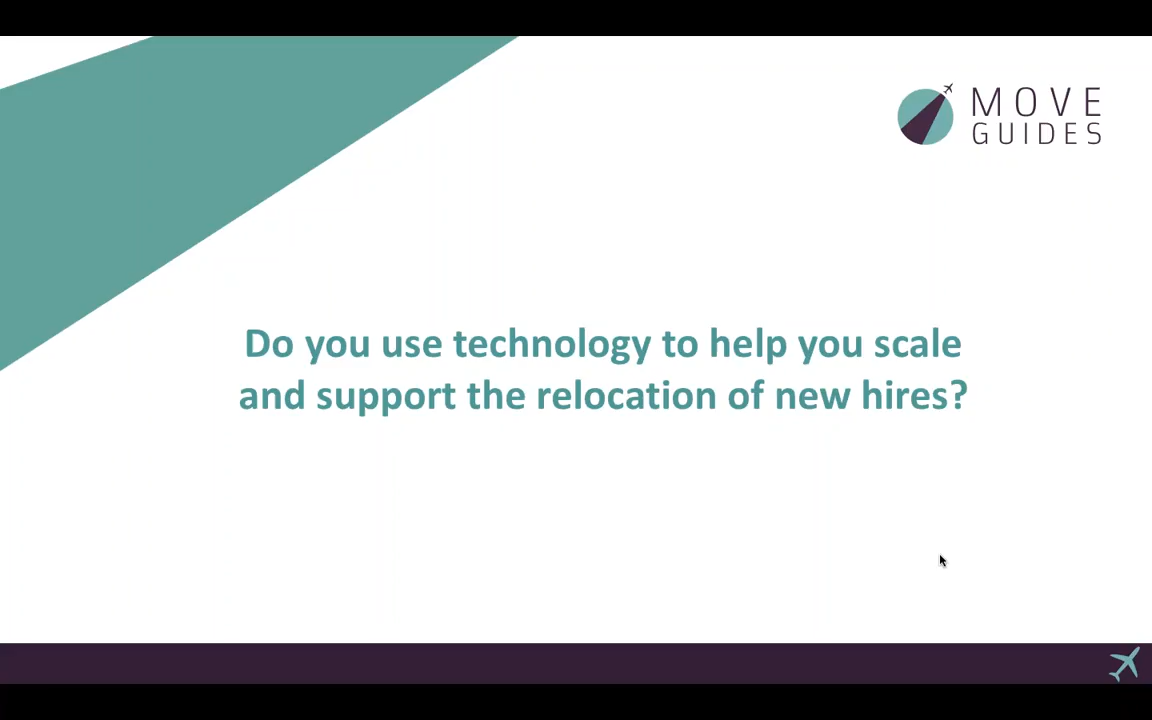 MOVE
GUIDES
Do you use technology to help you scale
and support the relocation of new hires?